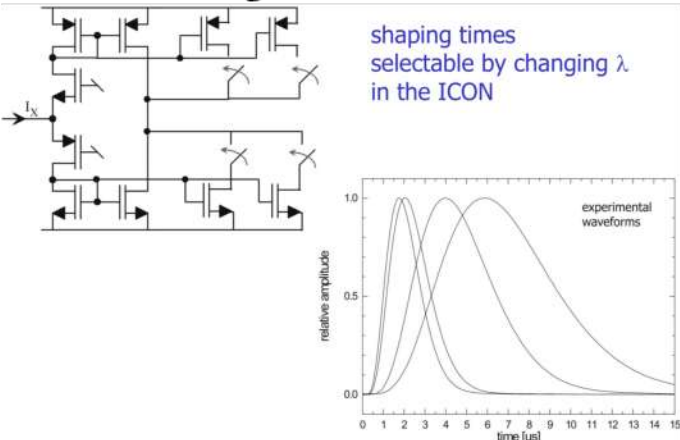 shaping times
selectable by changing λ
in the ICON
I_X
experimental
waveforms
relative amplitude
1.0
0.5
0.0
0 1 2 3 4 5 6 7 8 9 10 11 12 13 14 15
time [us]